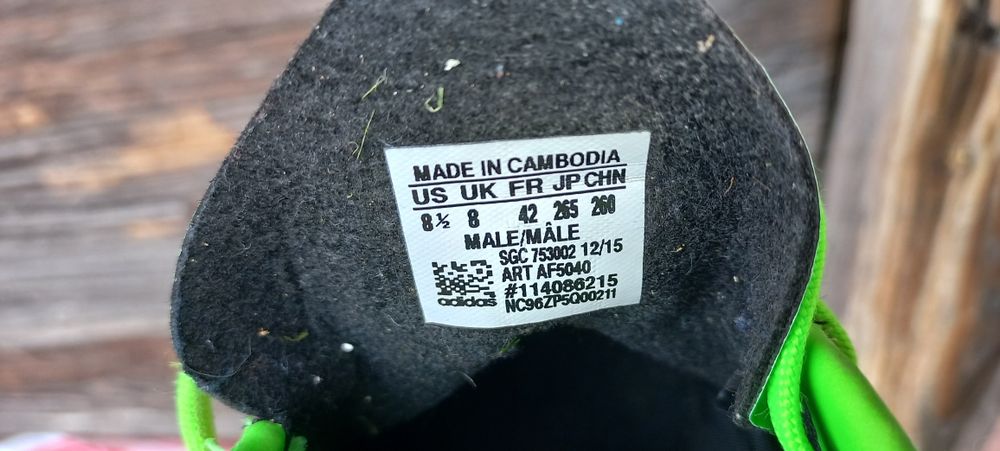 MADE IN CAMBODIA
US UK FR JP CHN
8½ 8 42 265 260
MALE/MÂLE
SGC 753002 12/15
ART AF5040
#114086215
adidas NC96ZP5Q00211